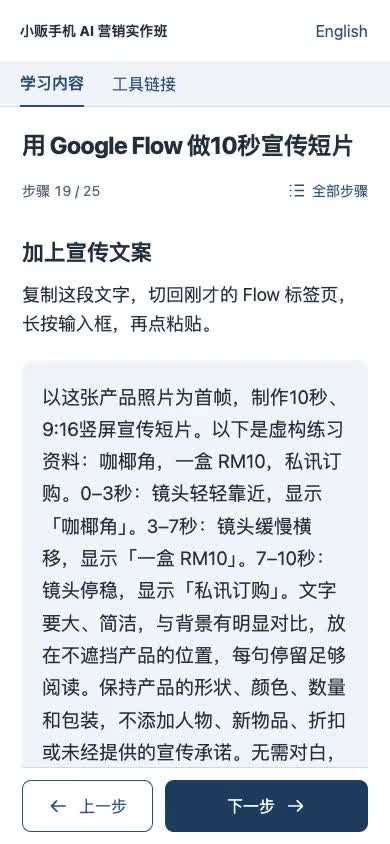 小贩手机 AI 营销实作班
English
学习内容
工具链接
用 Google Flow 做10秒宣传短片
步骤 19 / 25
全部步骤
加上宣传文案
复制这段文字，切回刚才的 Flow 标签页，
长按输入框，再点粘贴。
以这张产品照片为首帧，制作10秒、
9:16竖屏宣传短片。以下是虚构练习
资料：咖椰角，一盒 RM10，私讯订
购。0–3秒：镜头轻轻靠近，显示
「咖椰角」。3–7秒：镜头缓慢横
移，显示「一盒 RM10」。7–10秒：
镜头停稳，显示「私讯订购」。文字
要大、简洁，与背景有明显对比，放
在不遮挡产品的位置，每句停留足够
阅读。保持产品的形状、颜色、数量
和包装，不添加人物、新物品、折扣
或未经提供的宣传承诺。无需对白，
← 上一步
下一步 →